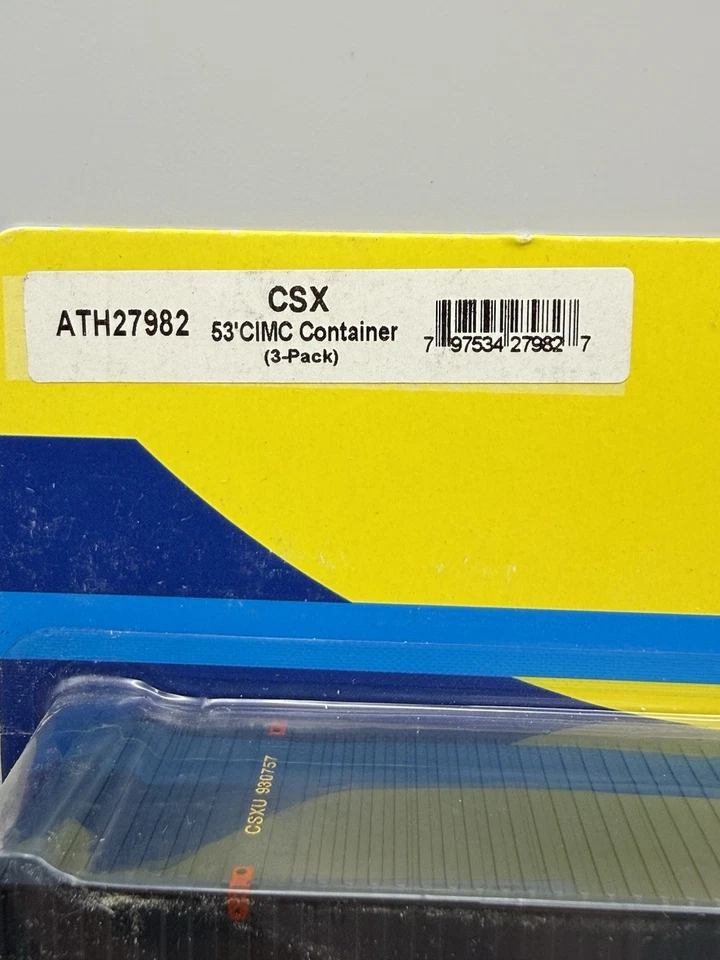 ATH27982
CSX
53'CIMC Container
(3-Pack)
7 97534 27982 7
CSXU 930757